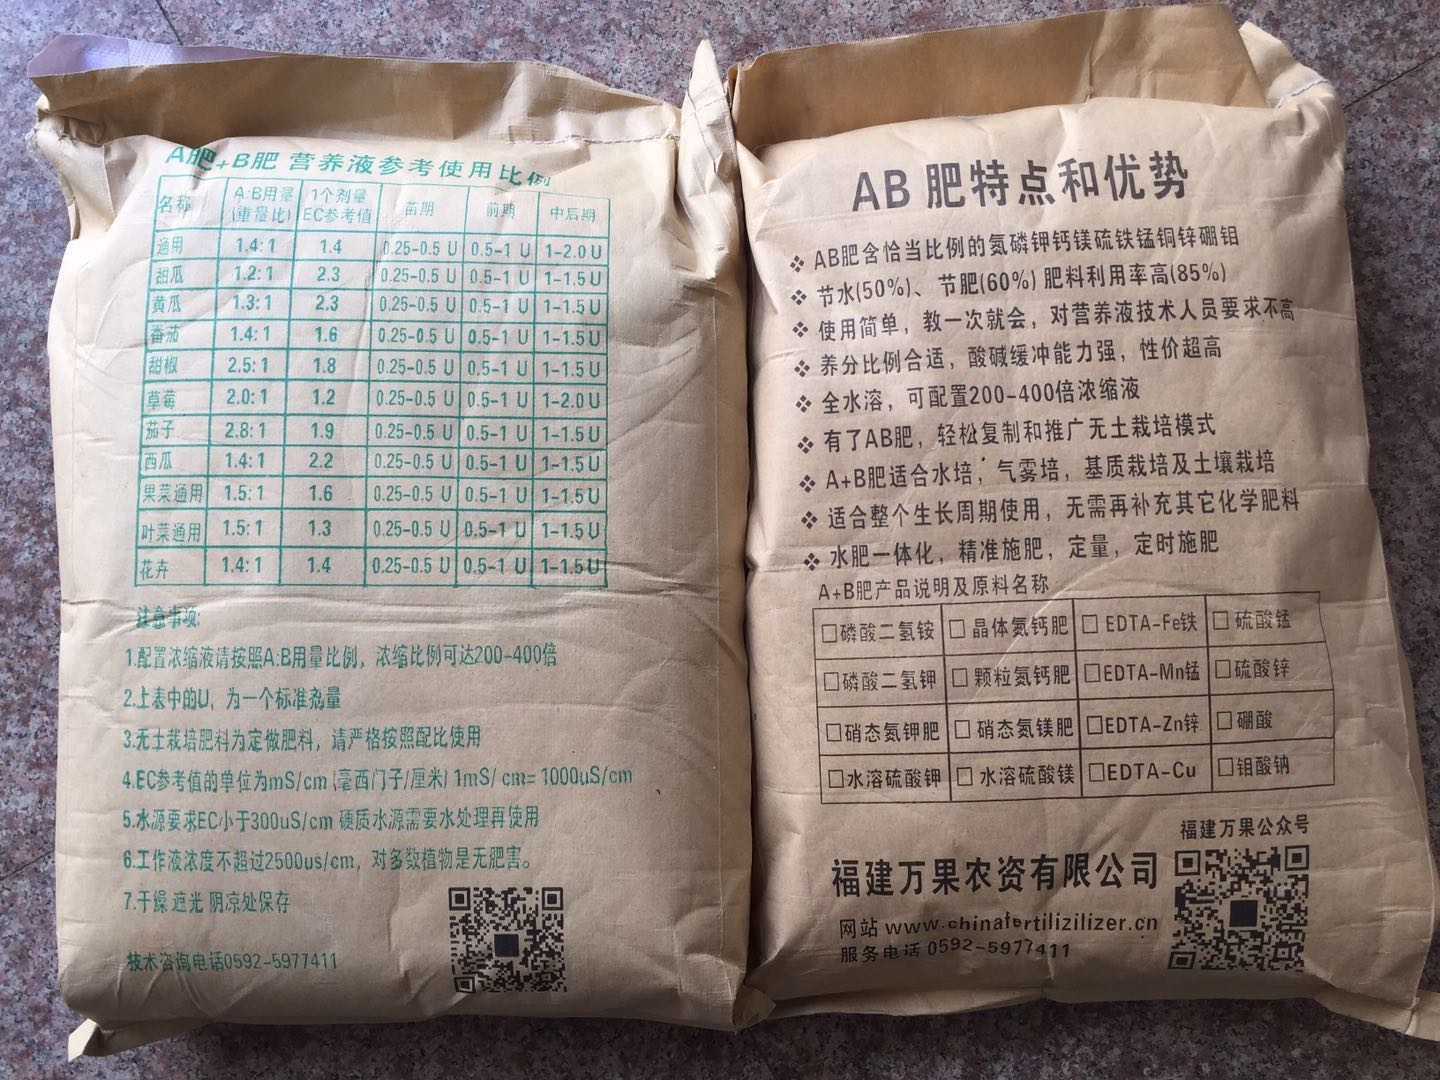 A肥+B肥 营养液参考使用比例
名称 A:B用量(重量比) 1个剂量EC参考值 苗期 前期 中后期
通用 1.4:1 1.4 0.25-0.5 U 0.5-1 U 1-2.0 U
甜瓜 1.2:1 2.3 0.25-0.5 U 0.5-1 U 1-1.5 U
黄瓜 1.3:1 2.3 0.25-0.5 U 0.5-1 U 1-1.5 U
番茄 1.4:1 1.6 0.25-0.5 U 0.5-1 U 1-1.5 U
甜椒 2.5:1 1.8 0.25-0.5 U 0.5-1 U 1-1.5 U
草莓 2.0:1 1.2 0.25-0.5 U 0.5-1 U 1-2.0 U
茄子 2.8:1 1.9 0.25-0.5 U 0.5-1 U 1-1.5 U
西瓜 1.4:1 2.2 0.25-0.5 U 0.5-1 U 1-1.5 U
果菜通用 1.5:1 1.6 0.25-0.5 U 0.5-1 U 1-1.5 U
叶菜通用 1.5:1 1.3 0.25-0.5 U 0.5-1 U 1-1.5 U
花卉 1.4:1 1.4 0.25-0.5 U 0.5-1 U 1-1.5 U
注意事项:
1.配置浓缩液请按照A:B用量比例，浓缩比例可达200-400倍
2.上表中的U，为一个标准剂量
3.无土栽培肥料为定做肥料，请严格按照配比使用
4.EC参考值的单位为mS/cm (毫西门子/厘米) 1mS/ cm= 1000uS/cm
5.水源要求EC小于300uS/cm 硬质水源需要水处理再使用
6.工作液浓度不超过2500us/cm，对多数植物是无肥害。
7.干燥 遮光 阴凉处保存
技术咨询电话0592-5977411
AB 肥特点和优势
❖ AB肥含恰当比例的氮磷钾钙镁硫铁锰铜锌硼钼
❖ 节水(50%)、节肥(60%) 肥料利用率高(85%)
❖ 使用简单，教一次就会，对营养液技术人员要求不高
❖ 养分比例合适，酸碱缓冲能力强，性价超高
❖ 全水溶，可配置200-400倍浓缩液
❖ 有了AB肥，轻松复制和推广无土栽培模式
❖ A+B肥适合水培，气雾培，基质栽培及土壤栽培
❖ 适合整个生长周期使用，无需再补充其它化学肥料
❖ 水肥一体化，精准施肥，定量，定时施肥
A+B肥产品说明及原料名称
□磷酸二氢铵 □ 晶体氮钙肥 □ EDTA-Fe铁 □ 硫酸锰
□磷酸二氢钾 □ 颗粒氮钙肥 □EDTA-Mn锰 □ 硫酸锌
□硝态氮钾肥 □ 硝态氮镁肥 □EDTA-Zn锌 □ 硼酸
□水溶硫酸钾 □ 水溶硫酸镁 □EDTA-Cu □ 钼酸钠
福建万果公众号
福建万果农资有限公司
网站 www.chinafertilizilizer.cn
服务电话 0592-5977411